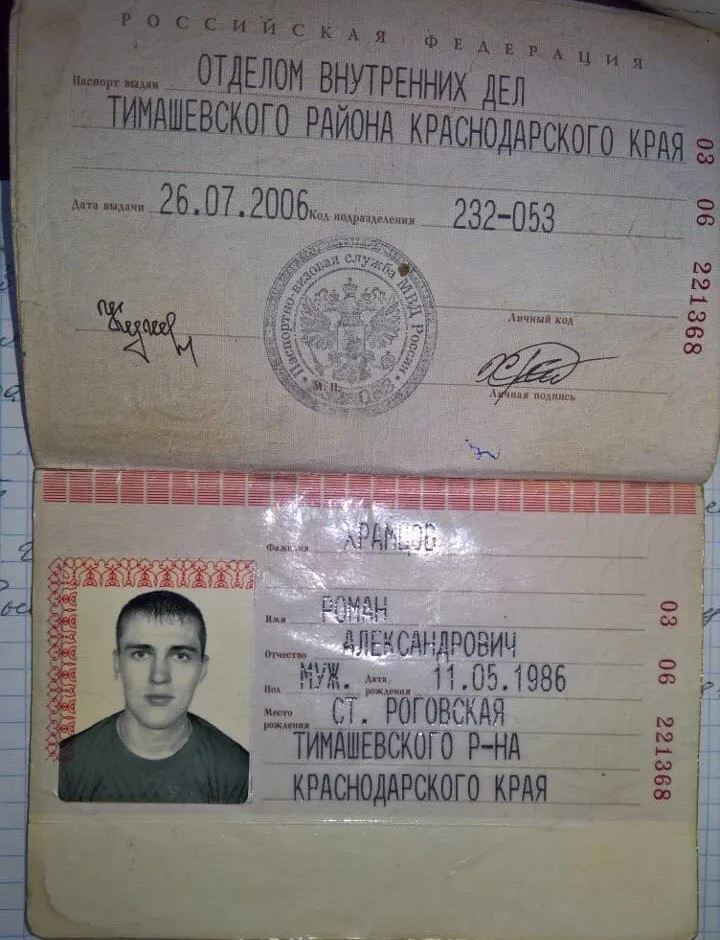 РОССИЙСКАЯ ФЕДЕРАЦИЯ
Паспорт выдан ОТДЕЛОМ ВНУТРЕННИХ ДЕЛ
ТИМАШЕВСКОГО РАЙОНА КРАСНОДАРСКОГО КРАЯ
Дата выдачи 26.07.2006 Код подразделения 232-053
03 06 221368
Паспортно-визовая служба МВД России
Личный код
М. П.
Личная подпись
Фамилия ХРАМЦОВ
Имя РОМАН
Отчество АЛЕКСАНДРОВИЧ
Пол МУЖ. Дата рождения 11.05.1986
Место рождения СТ. РОГОВСКАЯ
ТИМАШЕВСКОГО Р-НА
КРАСНОДАРСКОГО КРАЯ
03 06 221368